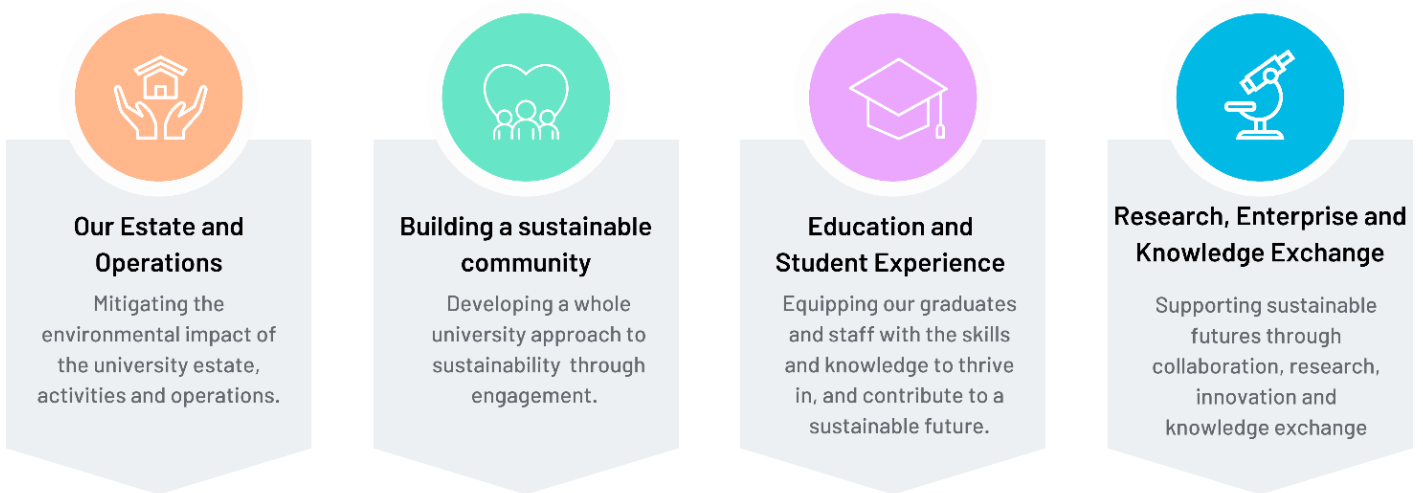 Our Estate and
Operations
Mitigating the
environmental impact of
the university estate,
activities and operations.
Building a sustainable
community
Developing a whole
university approach to
sustainability through
engagement.
Education and
Student Experience
Equipping our graduates
and staff with the skills
and knowledge to thrive
in, and contribute to a
sustainable future.
Research, Enterprise and
Knowledge Exchange
Supporting sustainable
futures through
collaboration, research,
innovation and
knowledge exchange